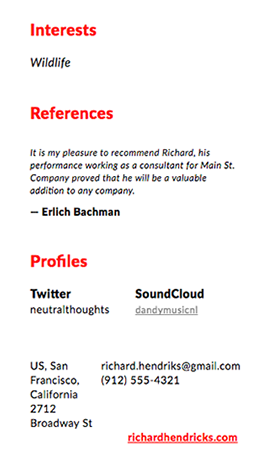 Interests
Wildlife
References
It is my pleasure to recommend Richard, his
performance working as a consultant for Main St.
Company proved that he will be a valuable
addition to any company.
— Erlich Bachman
Profiles
Twitter
neutralthoughts
SoundCloud
dandymusicnl
US, San
Francisco,
California
2712
Broadway St
richard.hendriks@gmail.com
(912) 555-4321
richardhendricks.com